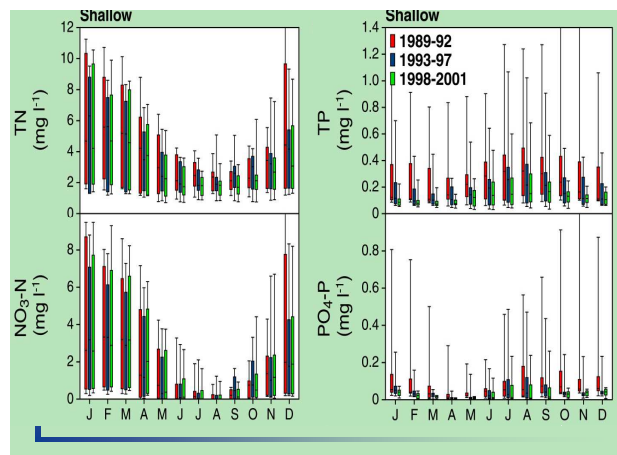 Shallow
12
10
8
6
4
2
0
TN
(mg l⁻¹)
8
6
4
2
0
NO₃-N
(mg l⁻¹)
J F M A M J J A S O N D
Shallow
1.4
1.2
1.0
0.8
0.6
0.4
0.2
0
TP
(mg l⁻¹)
1989-92
1993-97
1998-2001
0.8
0.6
0.4
0.2
0
PO₄-P
(mg l⁻¹)
J F M A M J J A S O N D